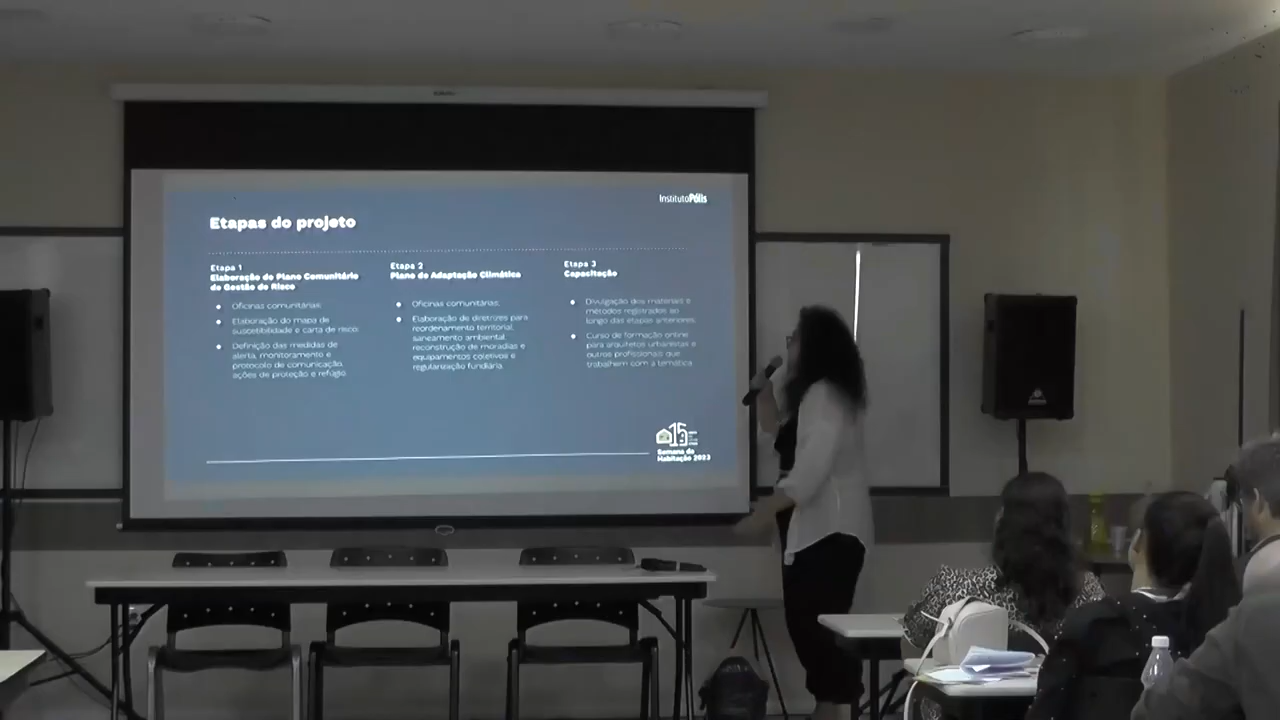 InstitutoPólis
Etapas do projeto
Etapa 1
Elaboração do Plano Comunitário
de Gestão de Risco
Oficinas comunitárias;
Elaboração do mapa de
suscetibilidade e carta de risco;
Definição das medidas de
alerta, monitoramento e
protocolo de comunicação,
ações de proteção e refúgio.
Etapa 2
Plano de Adaptação Climática
Oficinas comunitárias;
Elaboração de diretrizes para
reordenamento territorial,
saneamento ambiental,
reconstrução de moradias e
equipamentos coletivos e
regularização fundiária.
Etapa 3
Capacitação
Divulgação dos materiais e
métodos registrados ao
longo das etapas anteriores;
Curso de formação online
para arquitetos urbanistas e
outros profissionais que
trabalhem com a temática.
15
Semana da
Habitação 2023